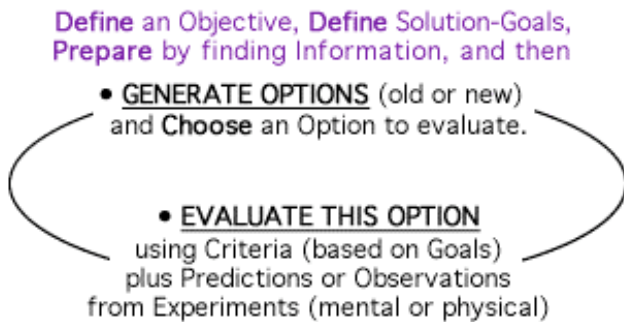 Define an Objective, Define Solution-Goals,
Prepare by finding Information, and then
• GENERATE OPTIONS (old or new)
and Choose an Option to evaluate.
• EVALUATE THIS OPTION
using Criteria (based on Goals)
plus Predictions or Observations
from Experiments (mental or physical)